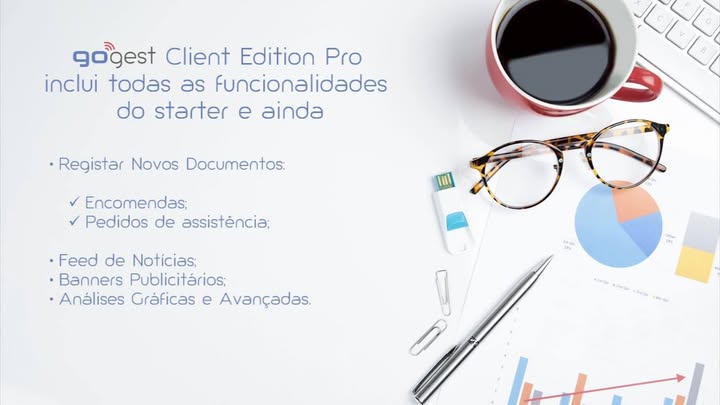 gogest Client Edition Pro
inclui todas as funcionalidades
do starter e ainda
• Registar Novos Documentos:
✓ Encomendas;
✓ Pedidos de assistência;
• Feed de Notícias;
• Banners Publicitários;
• Análises Gráficas e Avançadas.